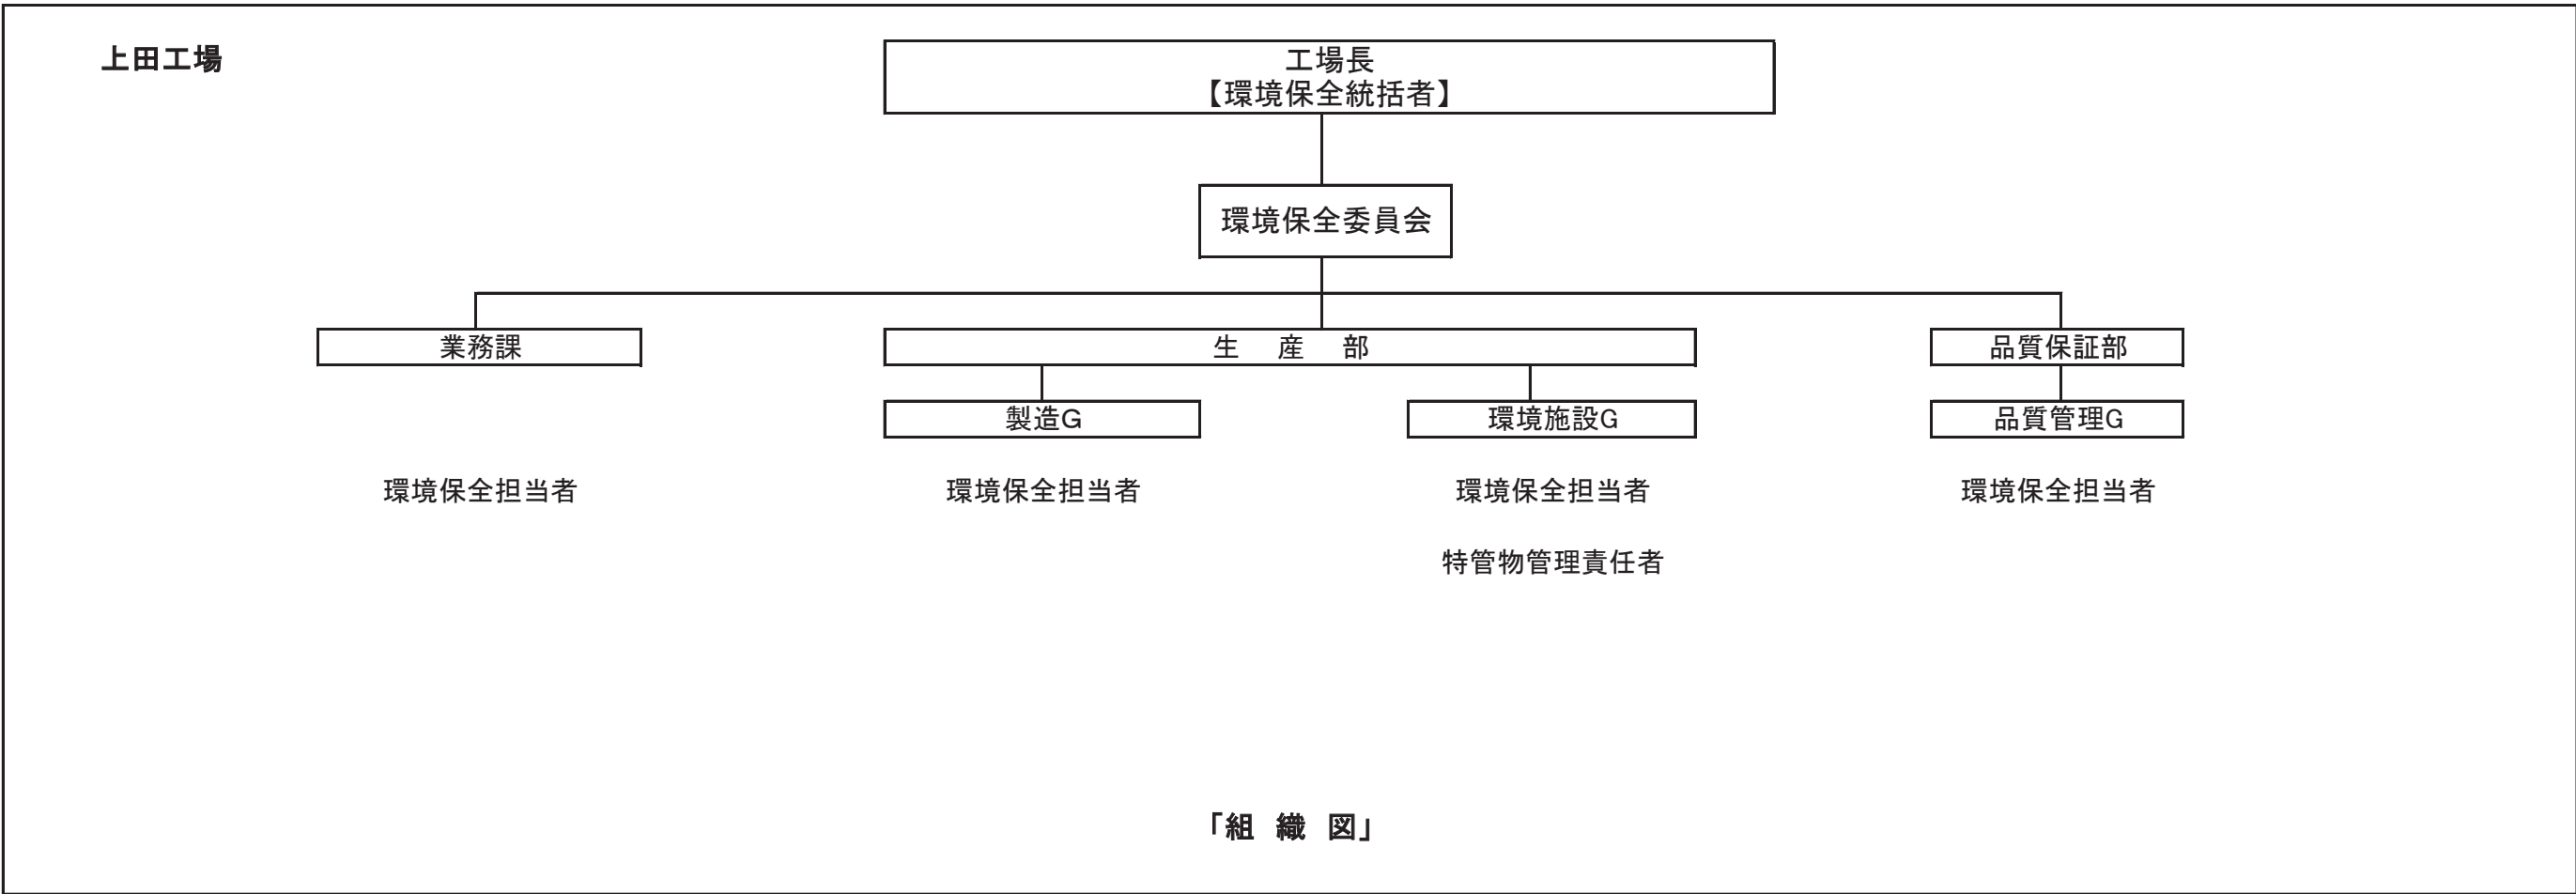 上田工場
工場長
【環境保全統括者】
環境保全委員会
業務課
生　産　部
品質保証部
製造G
環境施設G
品質管理G
環境保全担当者
環境保全担当者
環境保全担当者
環境保全担当者
特管物管理責任者
「組　織　図」